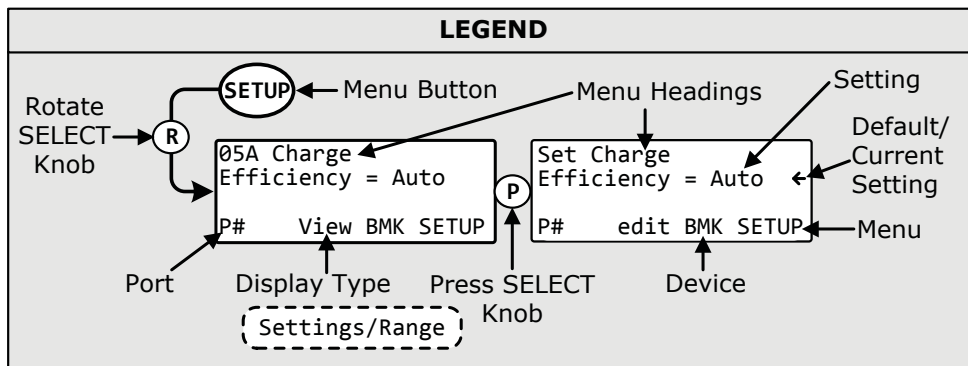 LEGEND
SETUP
Menu Button
Menu Headings
Setting
Rotate
SELECT
Knob
R
Default/
Current
Setting
05A Charge
Efficiency = Auto
P# View BMK SETUP
P
Set Charge
Efficiency = Auto ←
P# edit BMK SETUP
Menu
Port
Display Type
Press SELECT
Knob
Device
Settings/Range